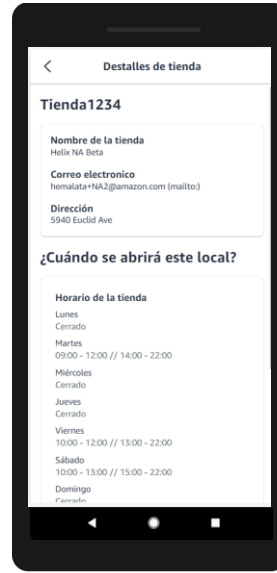 Destalles de tienda
Tienda1234
Nombre de la tienda
Helix NA Beta
Correo electronico
hemalata+NA2@amazon.com (mailto:)
Dirección
5940 Euclid Ave
¿Cuándo se abrirá este local?
Horario de la tienda
Lunes
Cerrado
Martes
09:00 - 12:00 // 14:00 - 22:00
Miércoles
Cerrado
Jueves
Cerrado
Viernes
10:00 - 12:00 // 13:00 - 22:00
Sábado
10:00 - 13:00 // 15:00 - 22:00
Domingo
Cerrado